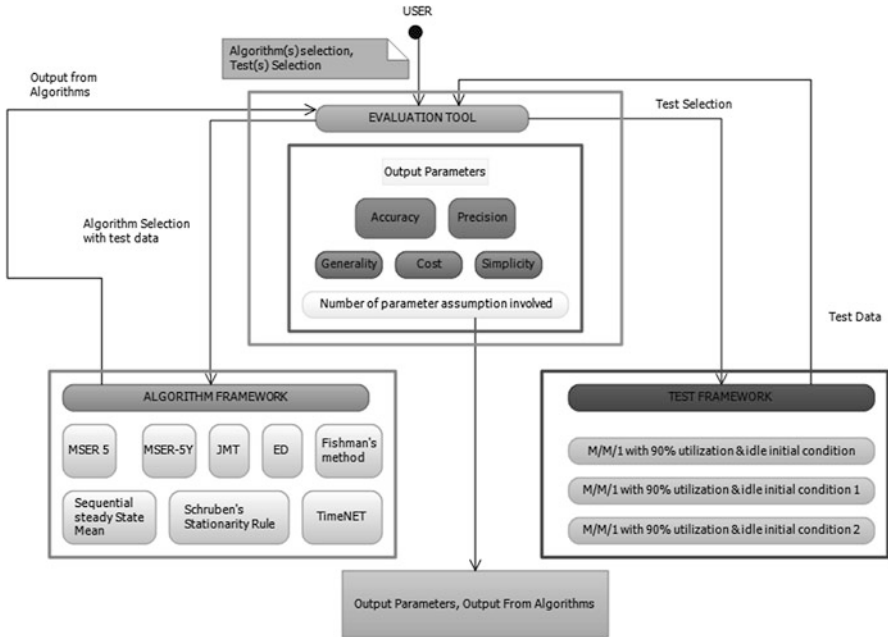 USER
Algorithm(s) selection,
Test(s) Selection
Output from
Algorithms
Test Selection
EVALUATION TOOL
Output Parameters
Accuracy
Precision
Algorithm Selection
with test data
Generality
Cost
Simplicity
Number of parameter assumption involved
Test Data
ALGORITHM FRAMEWORK
TEST FRAMEWORK
MSER 5
MSER-5Y
JMT
ED
Fishman's
method
M/M/1 with 90% utilization & idle initial condition
Sequential
steady State
Mean
Schruben's
Stationarity Rule
TimeNET
M/M/1 with 90% utilization & idle initial condition 1
M/M/1 with 90% utilization & idle initial condition 2
Output Parameters, Output From Algorithms